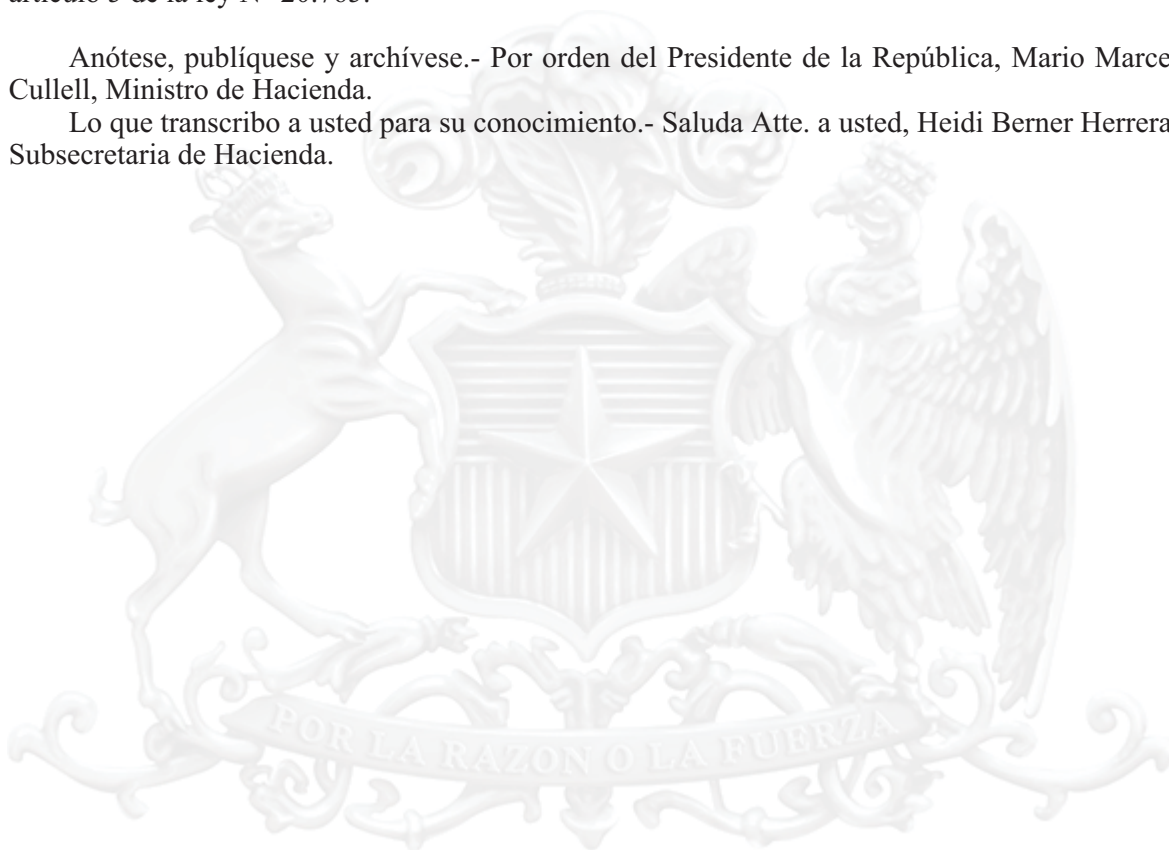 Anótese, publíquese y archívese.- Por orden del Presidente de la República, Mario Marce
Cullell, Ministro de Hacienda.
Lo que transcribo a usted para su conocimiento.- Saluda Atte. a usted, Heidi Berner Herrera
Subsecretaria de Hacienda.
POR LA RAZON O LA FUERZA